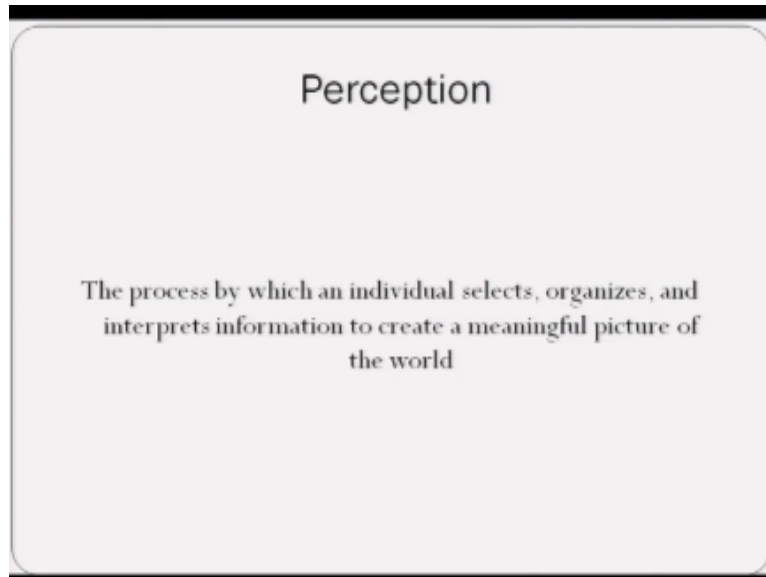 Perception
The process by which an individual selects, organizes, and
interprets information to create a meaningful picture of
the world